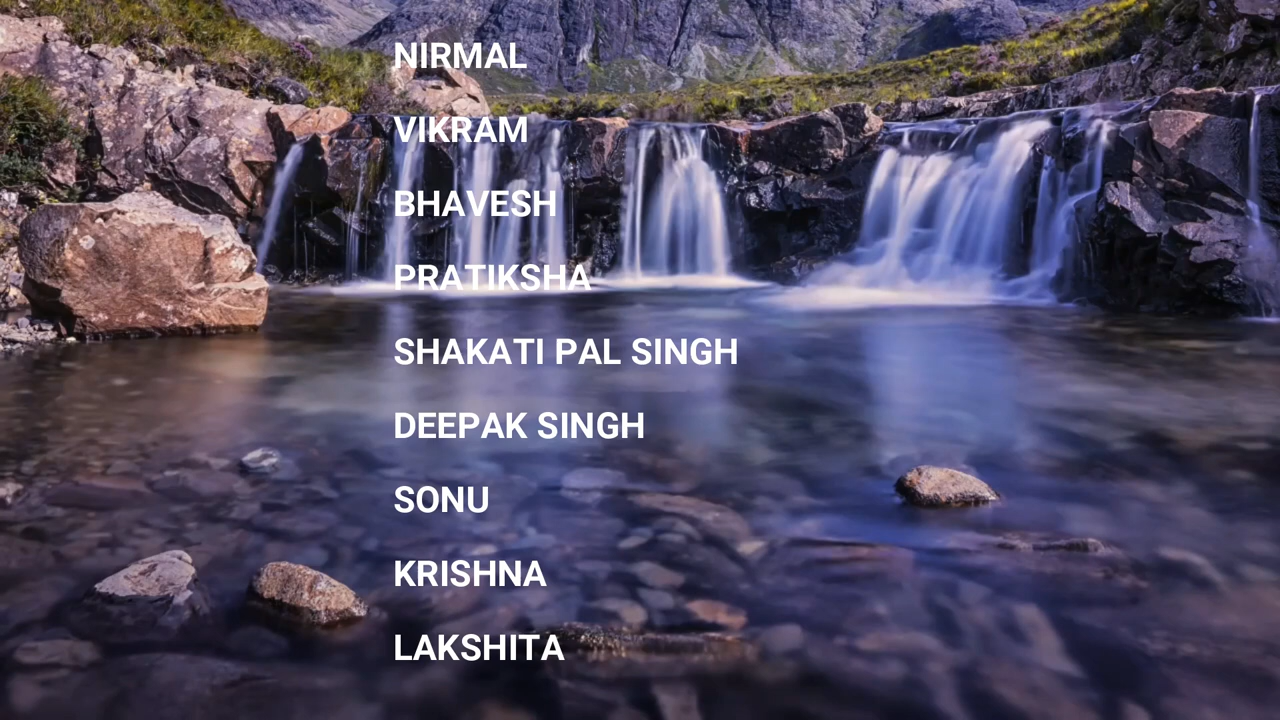 NIRMAL
VIKRAM
BHAVESH
PRATIKSHA
SHAKATI PAL SINGH
DEEPAK SINGH
SONU
KRISHNA
LAKSHITA